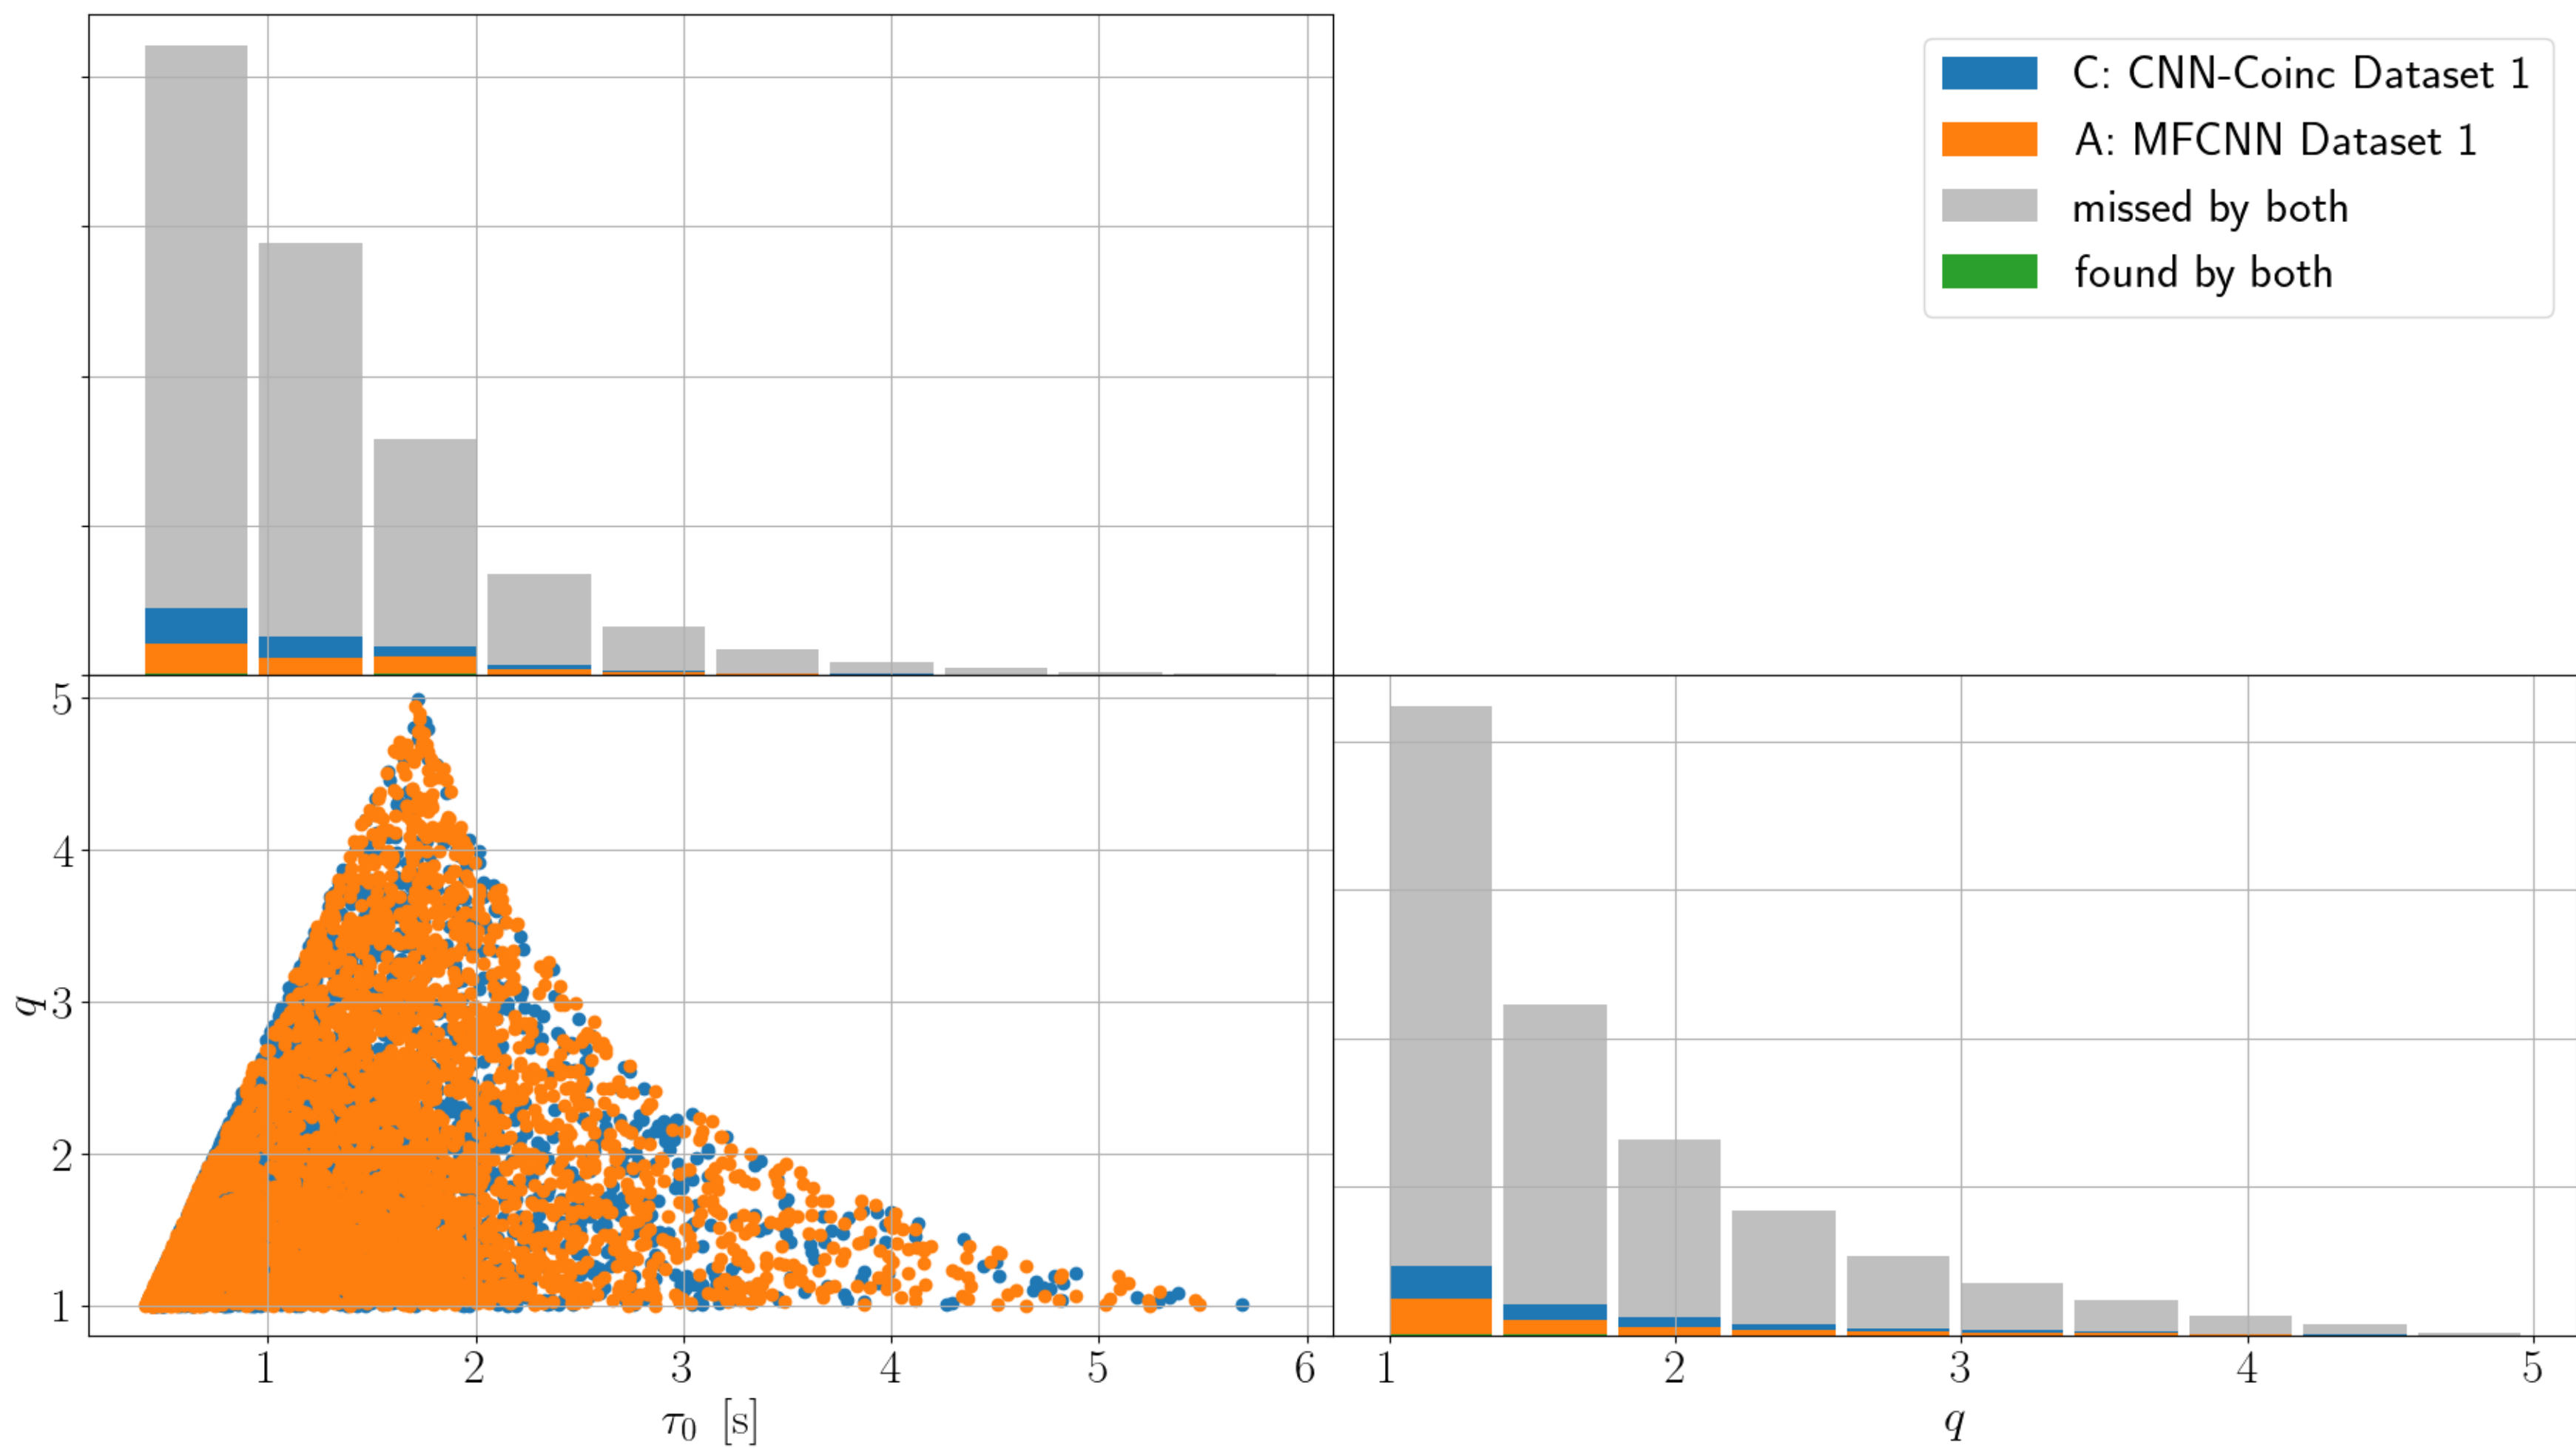 C: CNN-Coinc Dataset 1
A: MFCNN Dataset 1
missed by both
found by both
5
4
3
2
1
q
1 2 3 4 5 6
τ0 [s]
1 2 3 4 5
q